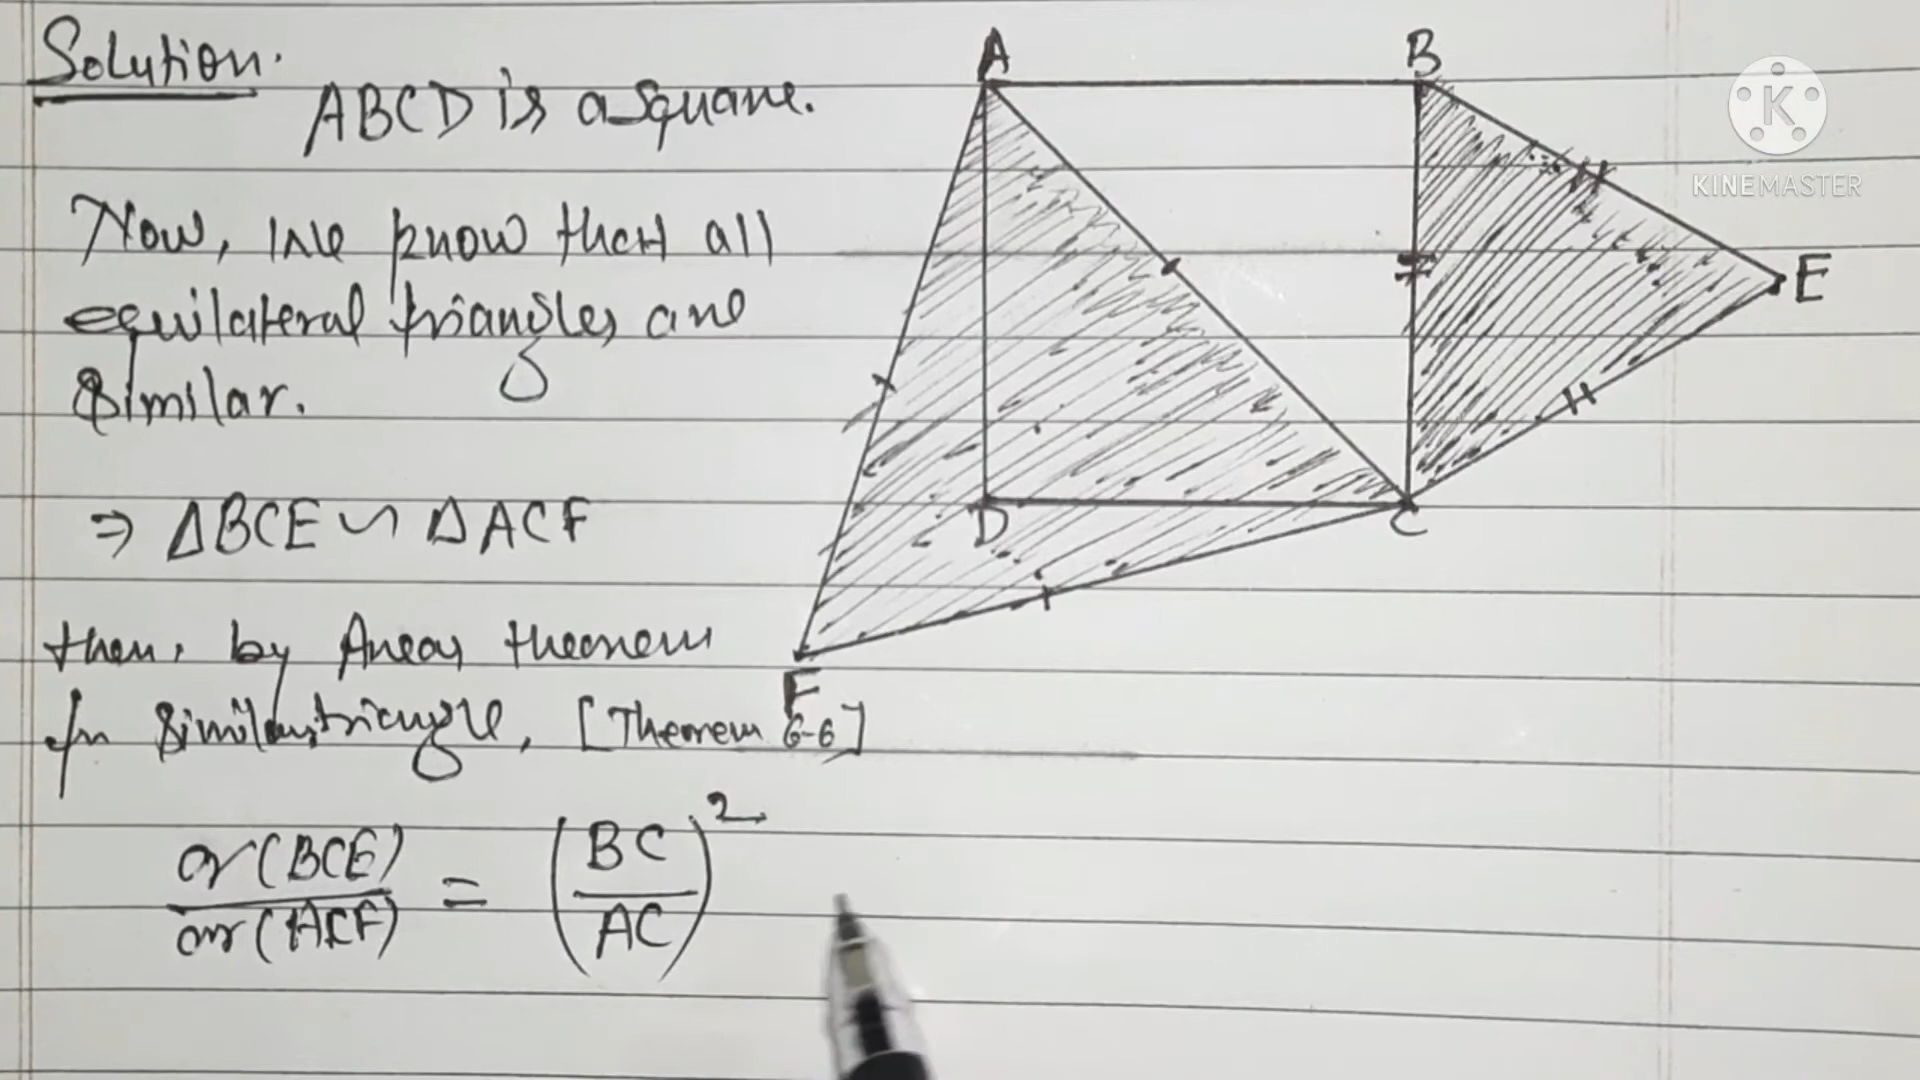 Solution.
ABCD is a square.
Now, we know that all
equilateral triangles are
similar.
⇒ ΔBCE ∽ ΔACF
then, by Area theorem
In similar triangle, [Theorem 6-6]
ar(BCE)/ar(ACF) = (BC/AC)²
A
B
E
D
C
F
K
KINEMASTER